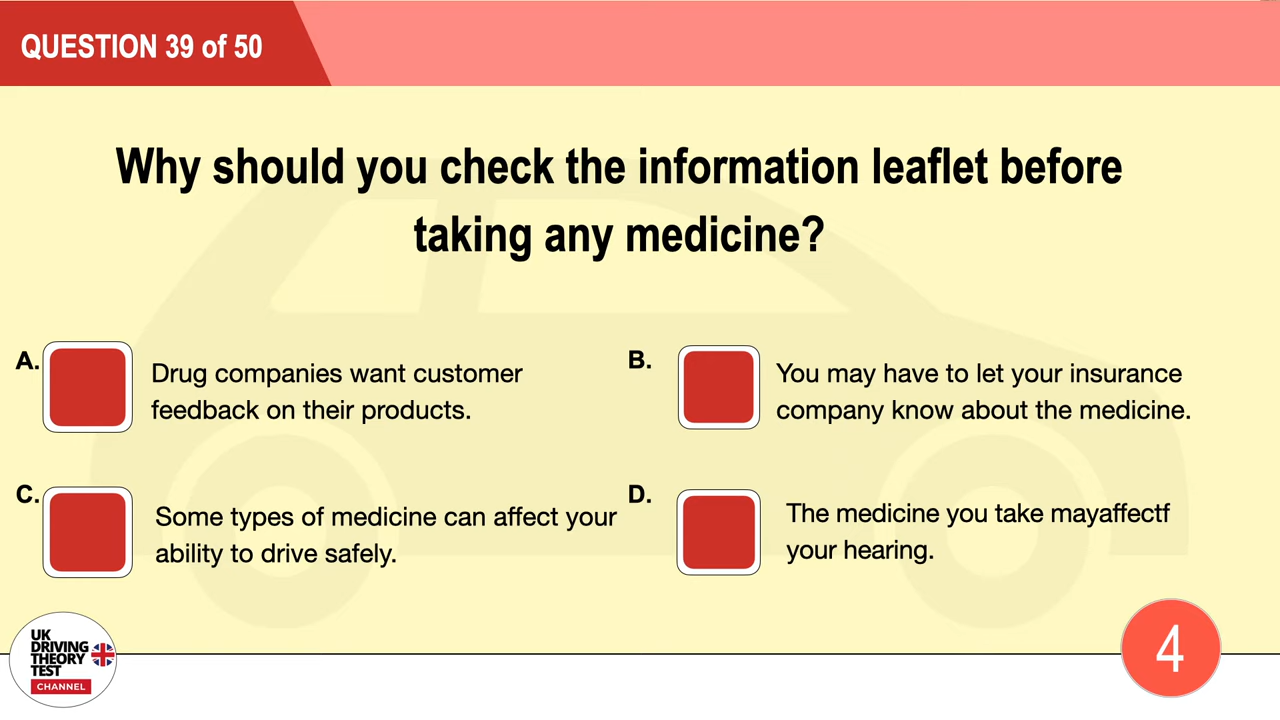 QUESTION 39 of 50
Why should you check the information leaflet before
taking any medicine?
A.
Drug companies want customer
feedback on their products.
B.
You may have to let your insurance
company know about the medicine.
C.
Some types of medicine can affect your
ability to drive safely.
D.
The medicine you take mayaffectf
your hearing.
UK
DRIVING
THEORY
TEST
CHANNEL
4